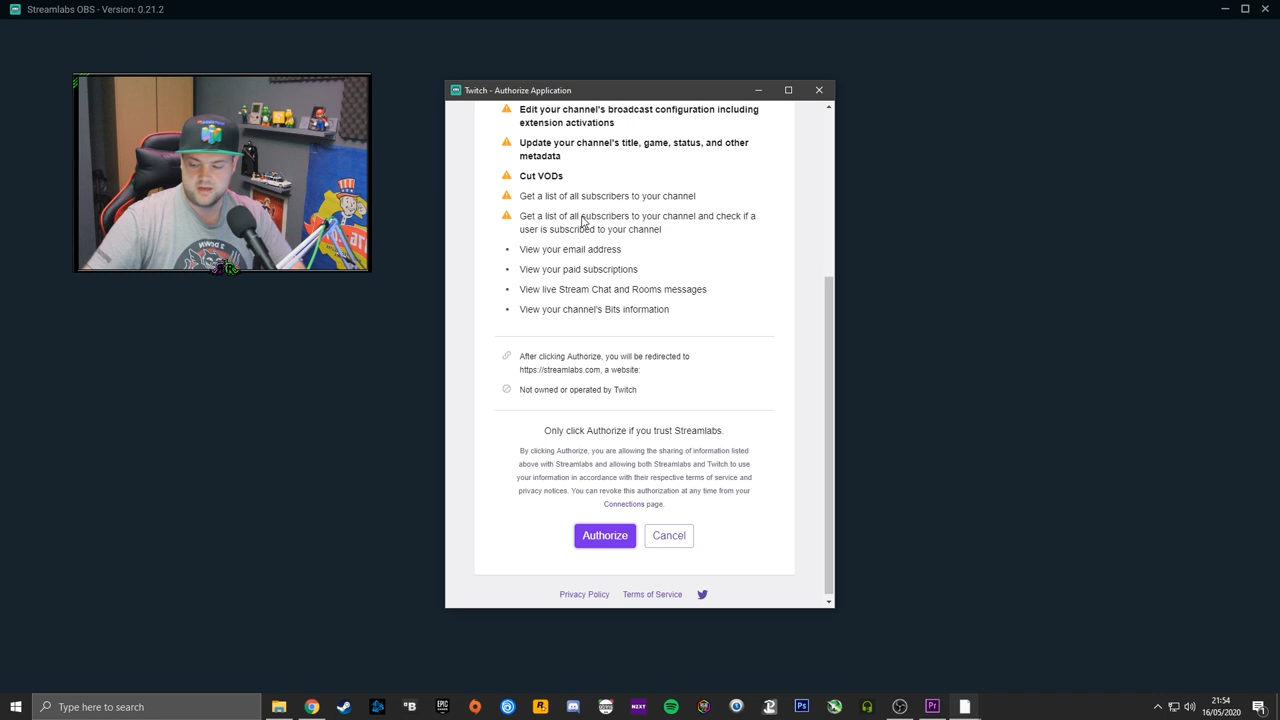 Streamlabs OBS - Version: 0.21.2
Twitch - Authorize Application
Edit your channel's broadcast configuration including
extension activations
Update your channel's title, game, status, and other
metadata
Cut VODs
Get a list of all subscribers to your channel
Get a list of all subscribers to your channel and check if a
user is subscribed to your channel
• View your email address
• View your paid subscriptions
• View live Stream Chat and Rooms messages
• View your channel's Bits information
After clicking Authorize, you will be redirected to
https://streamlabs.com, a website:
Not owned or operated by Twitch
Only click Authorize if you trust Streamlabs.
By clicking Authorize, you are allowing the sharing of information listed
above with Streamlabs and allowing both Streamlabs and Twitch to use
your information in accordance with their respective terms of service and
privacy notices. You can revoke this authorization at any time from your
Connections page.
Authorize Cancel
Privacy Policy Terms of Service
Type here to search
EPIC
NZXT
Ps
Pr
21:54
16/05/2020